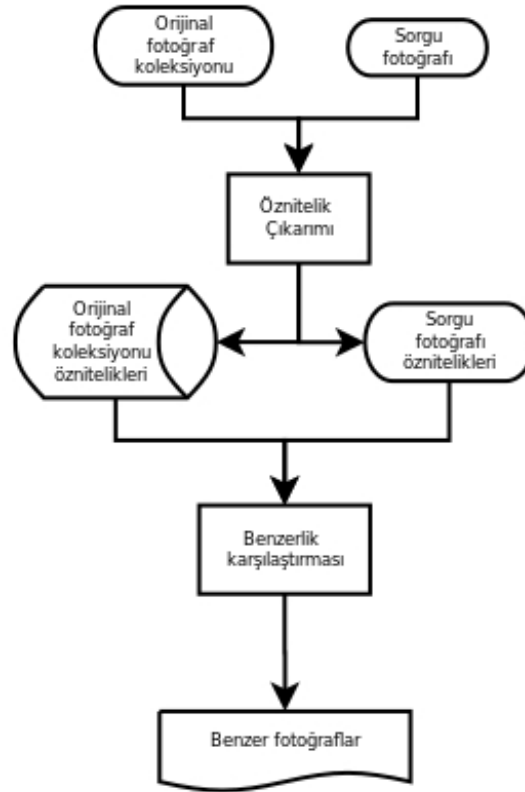 Orijinal
fotoğraf
koleksiyonu
Sorgu
fotoğrafı
Öznitelik
Çıkarımı
Orijinal
fotoğraf
koleksiyonu
öznitelikleri
Sorgu
fotoğrafı
öznitelikleri
Benzerlik
karşılaştırması
Benzer fotoğraflar